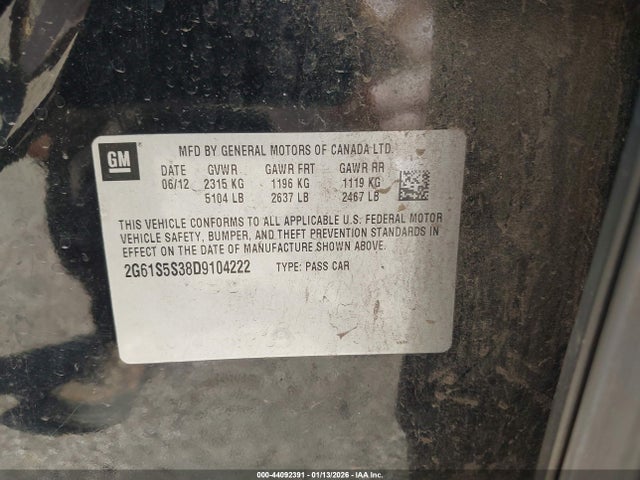 GM
MFD BY GENERAL MOTORS OF CANADA LTD
DATE GVWR GAWR FRT GAWR RR
06/12 2315 KG 1196 KG 1119 KG
5104 LB 2637 LB 2467 LB
THIS VEHICLE CONFORMS TO ALL APPLICABLE U.S. FEDERAL MOTOR
VEHICLE SAFETY, BUMPER, AND THEFT PREVENTION STANDARDS IN
EFFECT ON THE DATE OF MANUFACTURE SHOWN ABOVE.
2G61S5S38D9104222 TYPE: PASS CAR
000-44092391 - 01/13/2026 - IAA Inc.